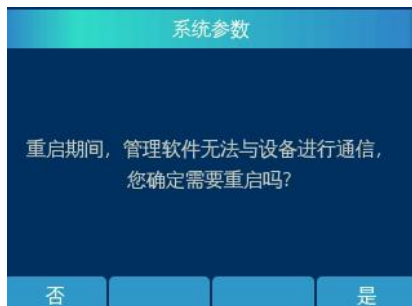 系统参数
重启期间，管理软件无法与设备进行通信，
您确定需要重启吗?
否
是